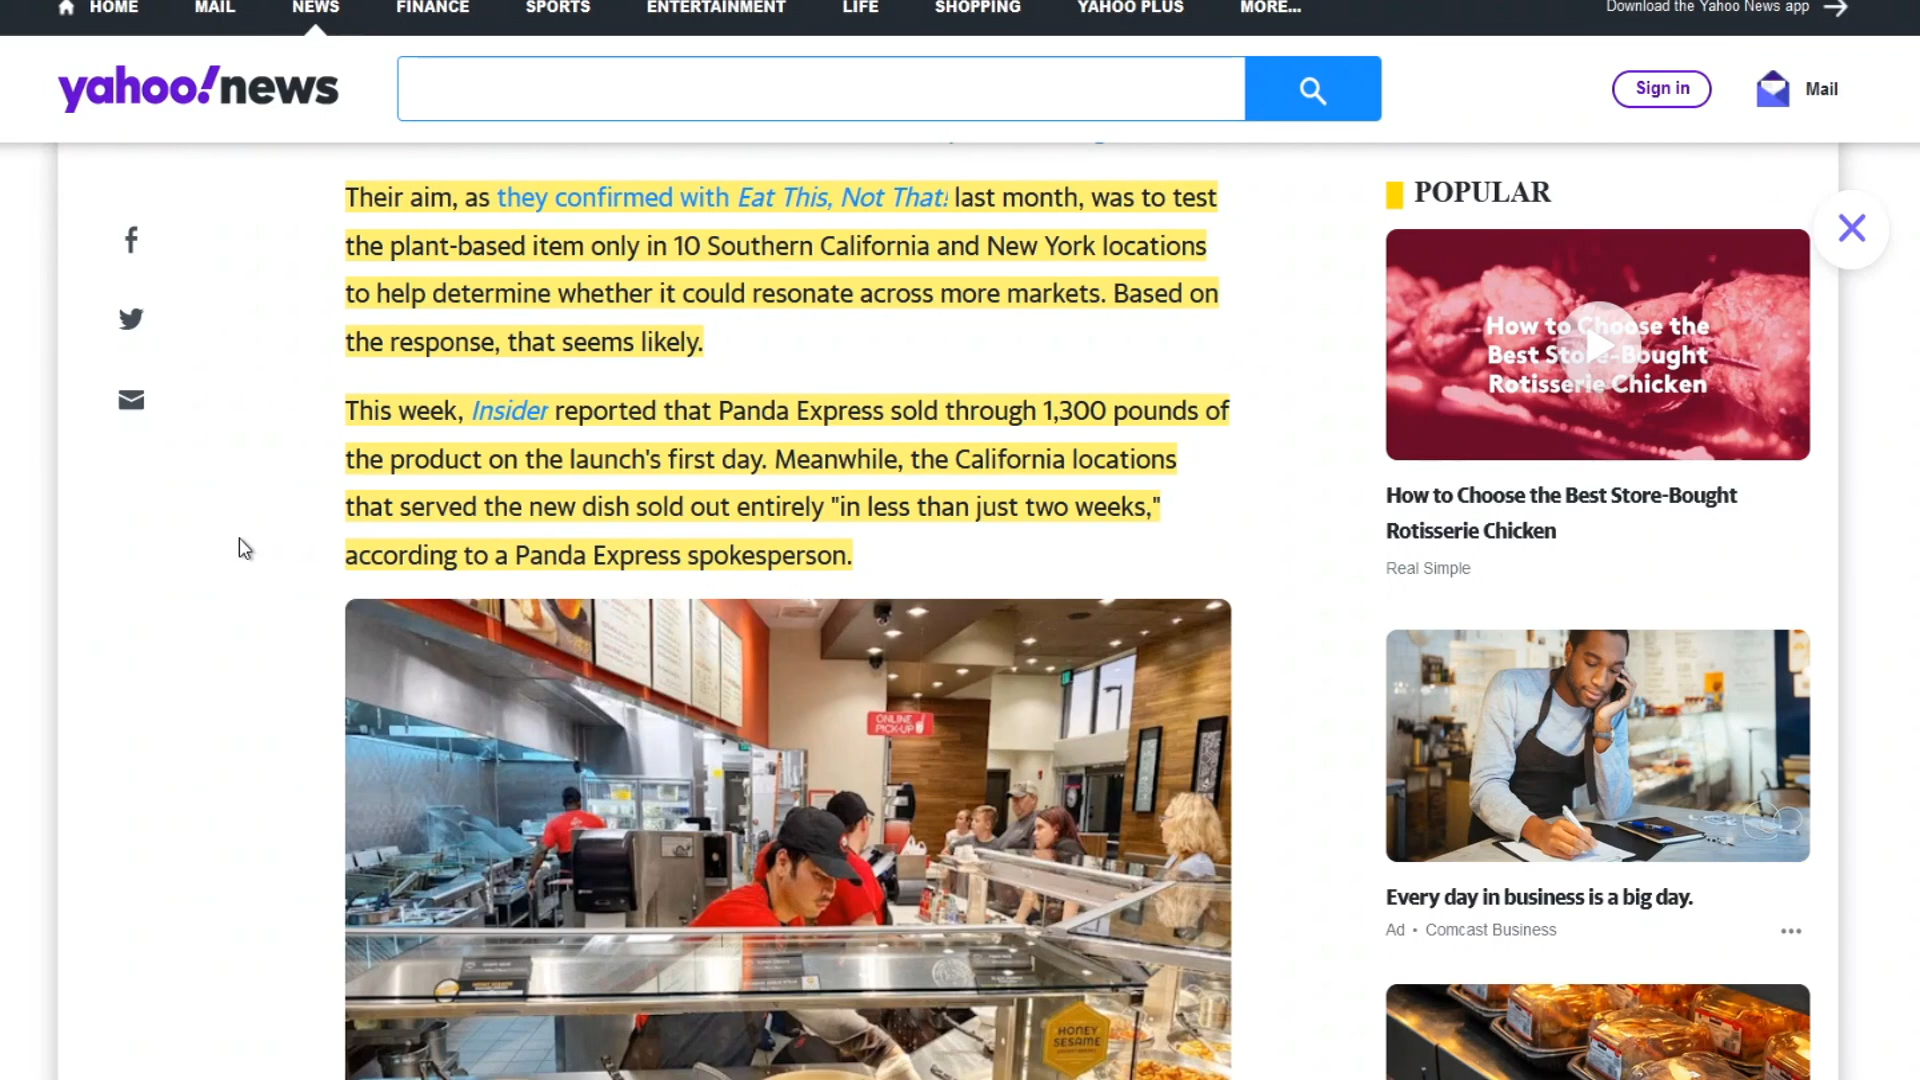 HOME MAIL NEWS FINANCE SPORTS ENTERTAINMENT LIFE SHOPPING YAHOO PLUS MORE... Download the Yahoo News app
yahoo!news Sign in Mail
Their aim, as they confirmed with Eat This, Not That! last month, was to test
the plant-based item only in 10 Southern California and New York locations
to help determine whether it could resonate across more markets. Based on
the response, that seems likely.
This week, Insider reported that Panda Express sold through 1,300 pounds of
the product on the launch's first day. Meanwhile, the California locations
that served the new dish sold out entirely "in less than just two weeks,"
according to a Panda Express spokesperson.
ONLINE
PICK-UP
HONEY
SESAME
POPULAR
How to Choose the
Best Store-Bought
Rotisserie Chicken
How to Choose the Best Store-Bought
Rotisserie Chicken
Real Simple
Every day in business is a big day.
Ad • Comcast Business